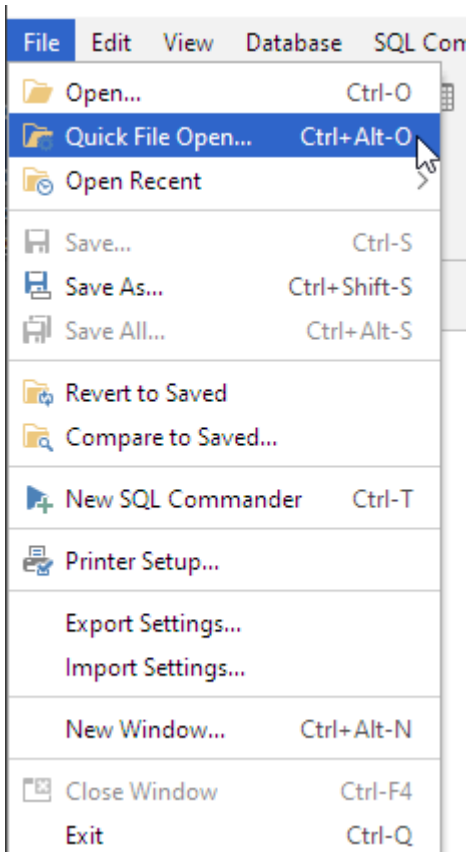 File Edit View Database SQL Com
Open... Ctrl-O
Quick File Open... Ctrl+Alt-O
Open Recent
Save... Ctrl-S
Save As... Ctrl+Shift-S
Save All... Ctrl+Alt-S
Revert to Saved
Compare to Saved...
New SQL Commander Ctrl-T
Printer Setup...
Export Settings...
Import Settings...
New Window... Ctrl+Alt-N
Close Window Ctrl-F4
Exit Ctrl-Q